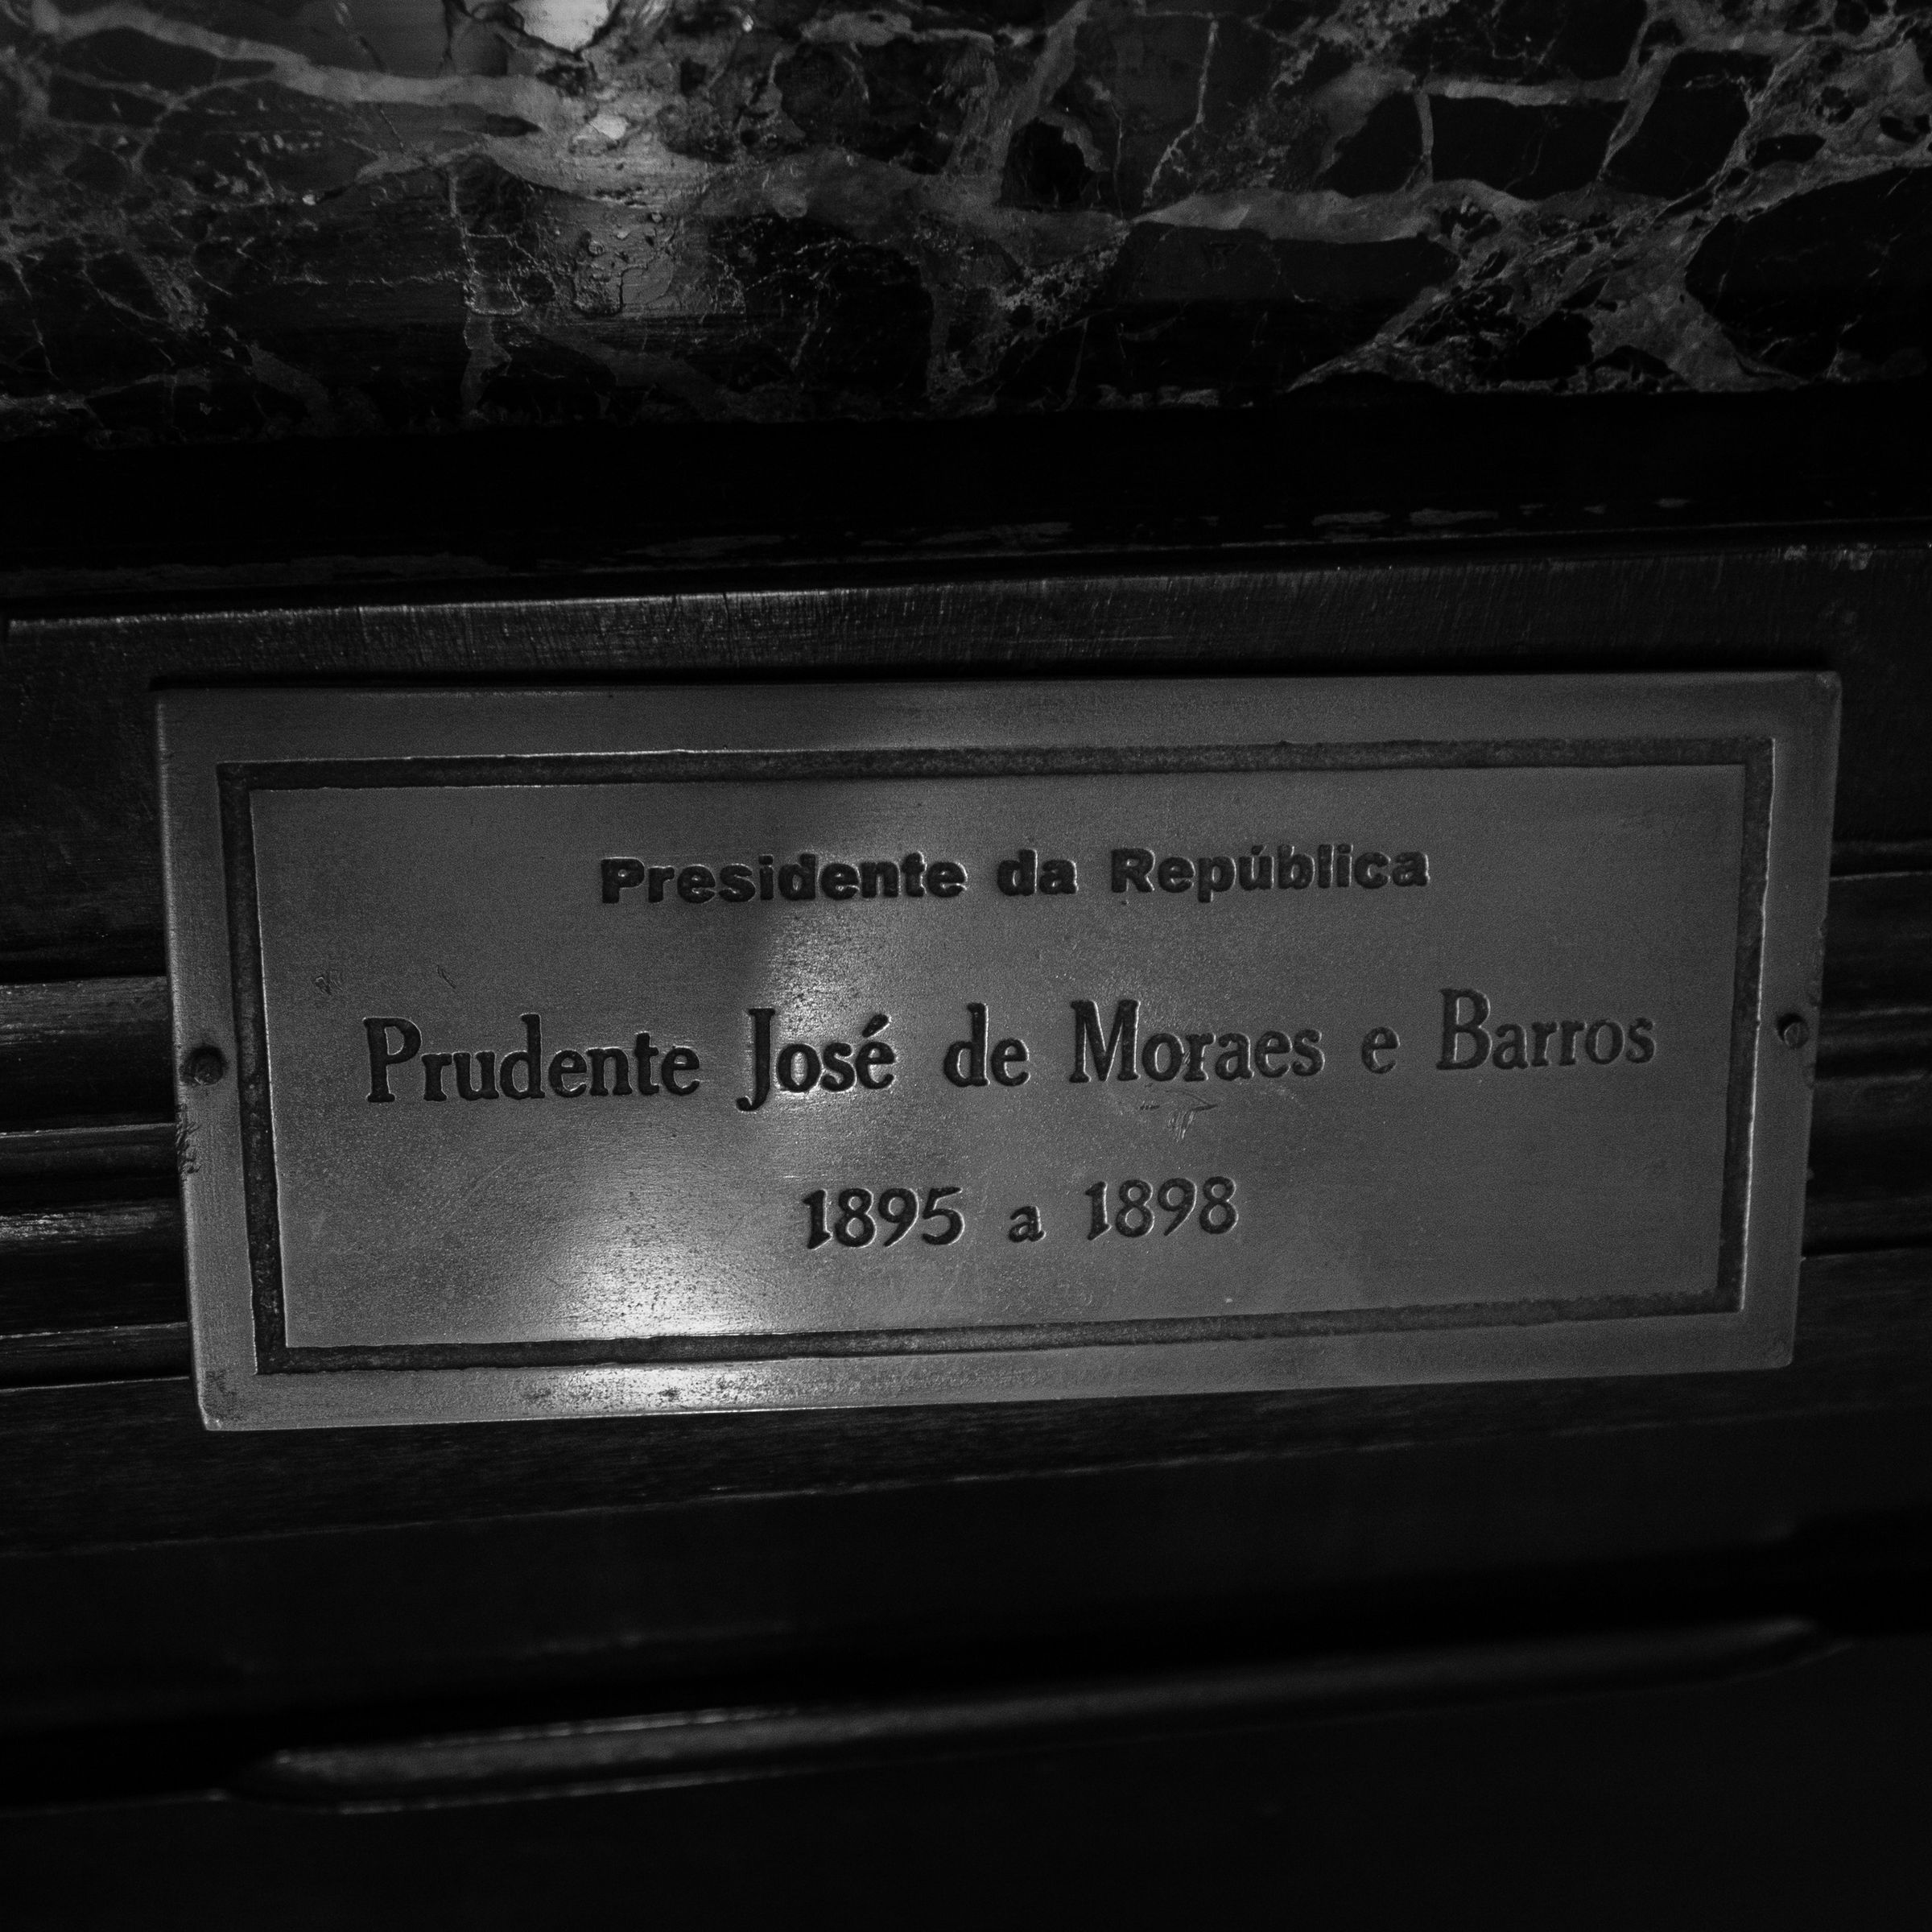 Presidente da República
Prudente José de Moraes e Barros
1895 a 1898